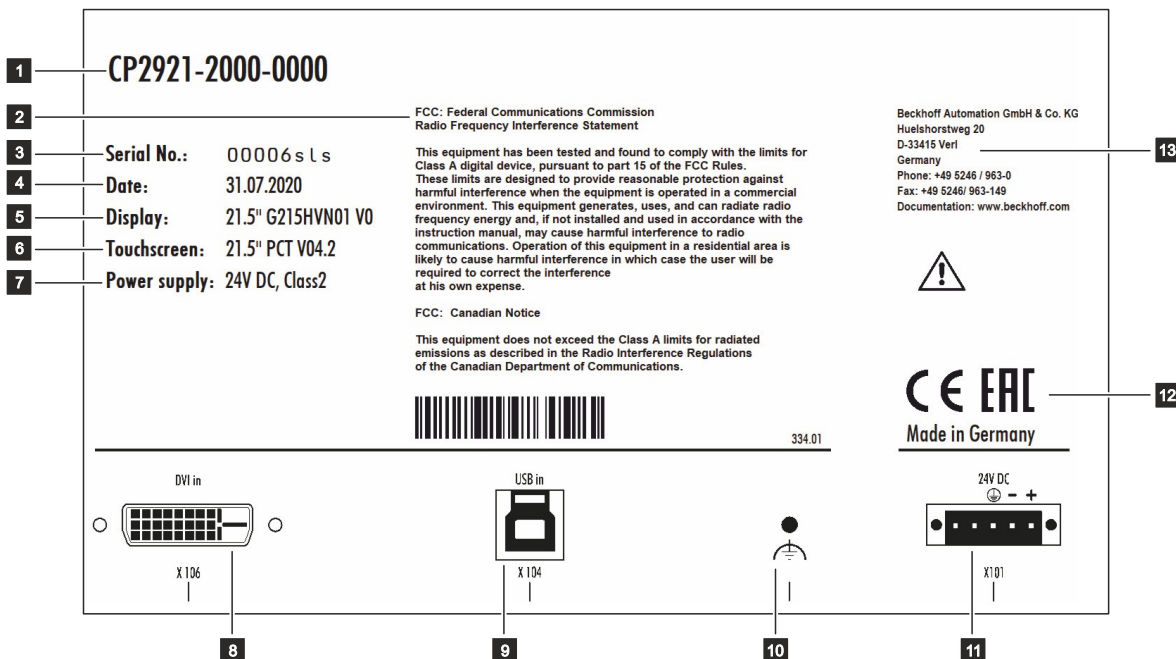 1
CP2921-2000-0000
2
FCC: Federal Communications Commission
Radio Frequency Interference Statement
3
Serial No.: 00006sls
4
Date: 31.07.2020
5
Display: 21.5" G215HVN01 V0
6
Touchscreen: 21.5" PCT V04.2
7
Power supply: 24V DC, Class2
This equipment has been tested and found to comply with the limits for
Class A digital device, pursuant to part 15 of the FCC Rules.
These limits are designed to provide reasonable protection against
harmful interference when the equipment is operated in a commercial
environment. This equipment generates, uses, and can radiate radio
frequency energy and, if not installed and used in accordance with the
instruction manual, may cause harmful interference to radio
communications. Operation of this equipment in a residential area is
likely to cause harmful interference in which case the user will be
required to correct the interference
at his own expense.
FCC: Canadian Notice
This equipment does not exceed the Class A limits for radiated
emissions as described in the Radio Interference Regulations
of the Canadian Department of Communications.
334.01
Beckhoff Automation GmbH & Co. KG
Huelshorstweg 20
D-33415 Verl
Germany
Phone: +49 5246 / 963-0
Fax: +49 5246/ 963-149
Documentation: www.beckhoff.com
13
CE EAC
12
Made in Germany
DVI in
X 106
8
USB in
X 104
9
10
24V DC
- +
X101
11